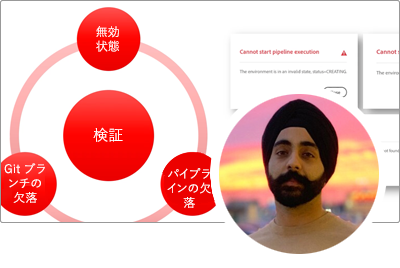 無効
状態
検証
Git ブラ
ンチの
欠落
パイプラ
インの欠
落
Cannot start pipeline execution
The environment is in an invalid state, status=CREATING.
Cannot sta
The environ